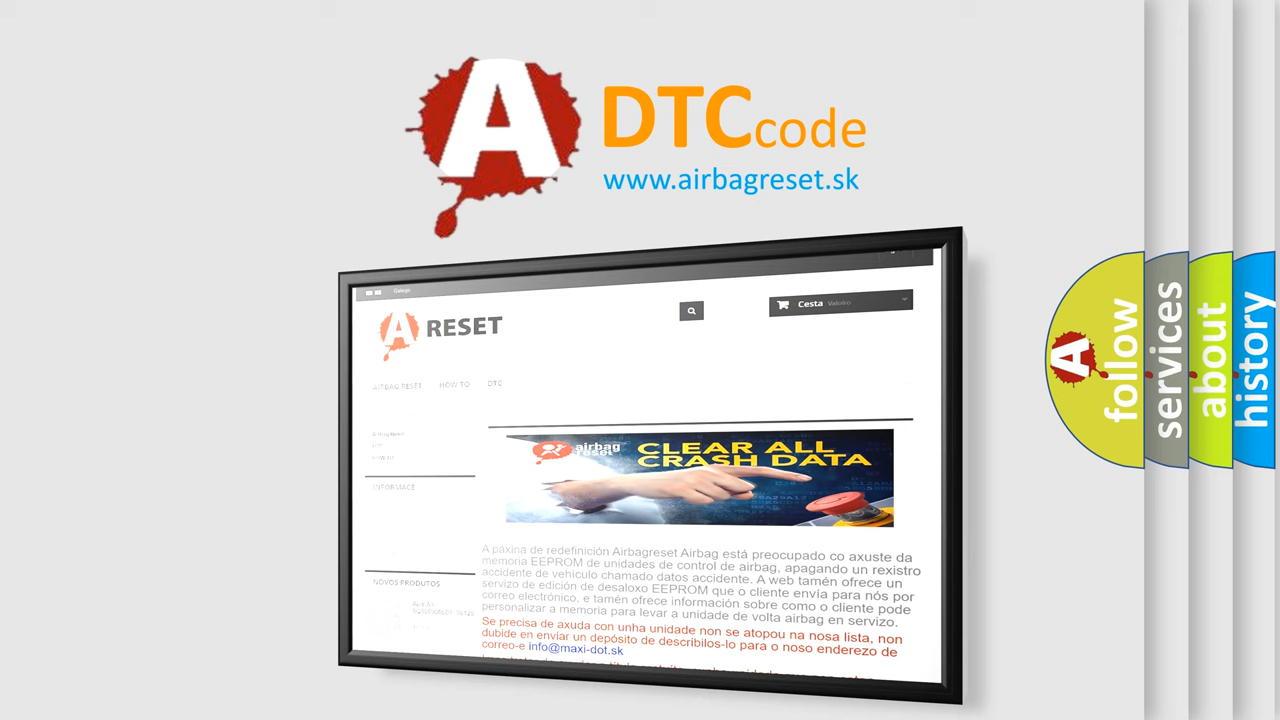 A
DTCcode
www.airbagreset.sk
Galego
A RESET
Cesta Valeiro
AIRBAG RESET HOW TO DTC
INFORMACE
airbag
reset
CLEAR ALL
CRASH DATA
A páxina de redefinición Airbagreset Airbag está preocupado co axuste da
memoria EEPROM de unidades de control de airbag, apagando un rexistro
accidente de vehículo chamado datos accidente. A web tamén ofrece un
servizo de edición de desaloxo EEPROM que o cliente envía para nós por
correo electrónico, e tamén ofrece información sobre como o cliente pode
personalizar a memoria para levar a unidade de volta airbag en servizo.
Se precisa de axuda con unha unidade non se atopou na nosa lista, non
dubide en enviar un depósito de describilos-lo para o noso enderezo de
correo-e info@maxi-dot.sk
NOVOS PRODUTOS
A
follow
services
about
history